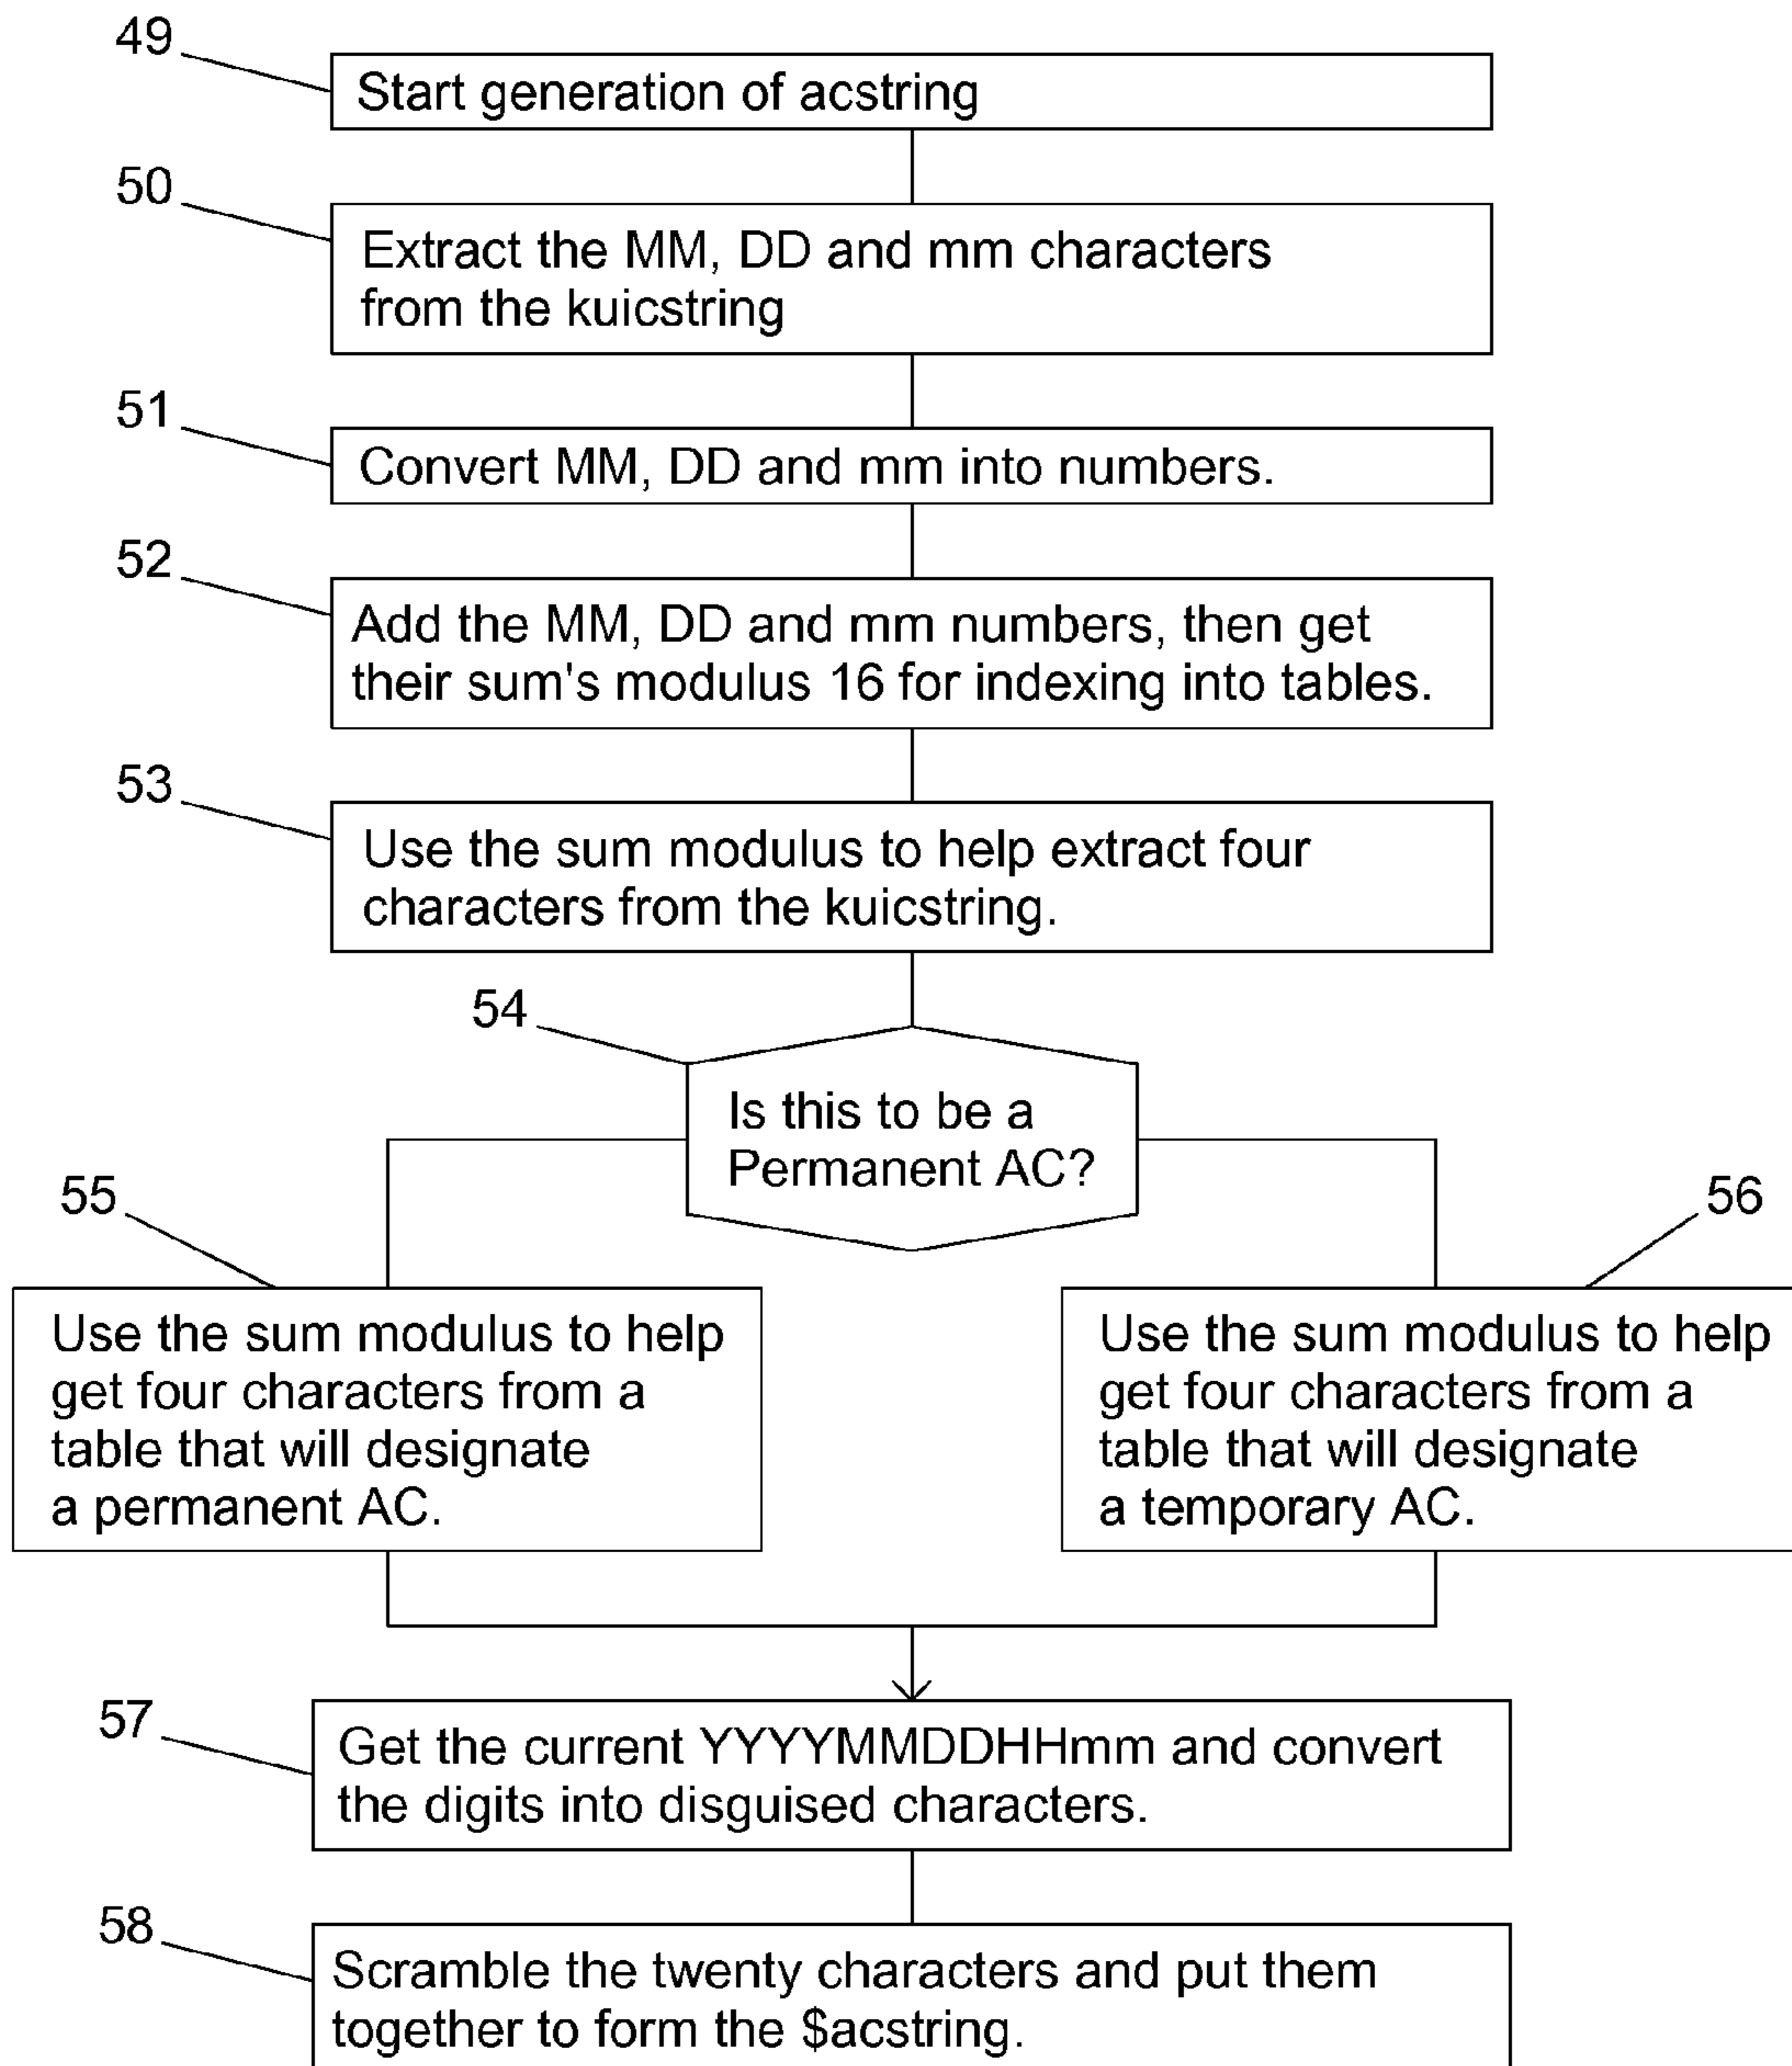 49
Start generation of acstring
50
Extract the MM, DD and mm characters
from the kuicstring
51
Convert MM, DD and mm into numbers.
52
Add the MM, DD and mm numbers, then get
their sum's modulus 16 for indexing into tables.
53
Use the sum modulus to help extract four
characters from the kuicstring.
54
Is this to be a
Permanent AC?
55
Use the sum modulus to help
get four characters from a
table that will designate
a permanent AC.
56
Use the sum modulus to help
get four characters from a
table that will designate
a temporary AC.
57
Get the current YYYYMMDDHHmm and convert
the digits into disguised characters.
58
Scramble the twenty characters and put them
together to form the $acstring.